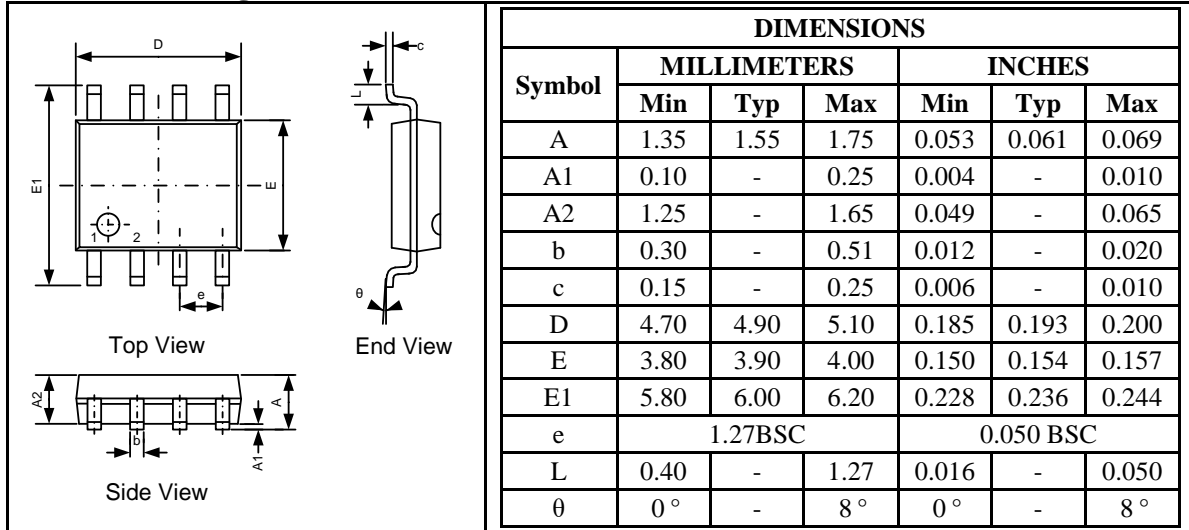 D
c
L
E1
E
1 2
e
θ
Top View
End View
A2
A
b
A1
Side View
DIMENSIONS
Symbol MILLIMETERS INCHES
Min Typ Max Min Typ Max
A 1.35 1.55 1.75 0.053 0.061 0.069
A1 0.10 - 0.25 0.004 - 0.010
A2 1.25 - 1.65 0.049 - 0.065
b 0.30 - 0.51 0.012 - 0.020
c 0.15 - 0.25 0.006 - 0.010
D 4.70 4.90 5.10 0.185 0.193 0.200
E 3.80 3.90 4.00 0.150 0.154 0.157
E1 5.80 6.00 6.20 0.228 0.236 0.244
e 1.27BSC 0.050 BSC
L 0.40 - 1.27 0.016 - 0.050
θ 0 ° - 8 ° 0 ° - 8 °